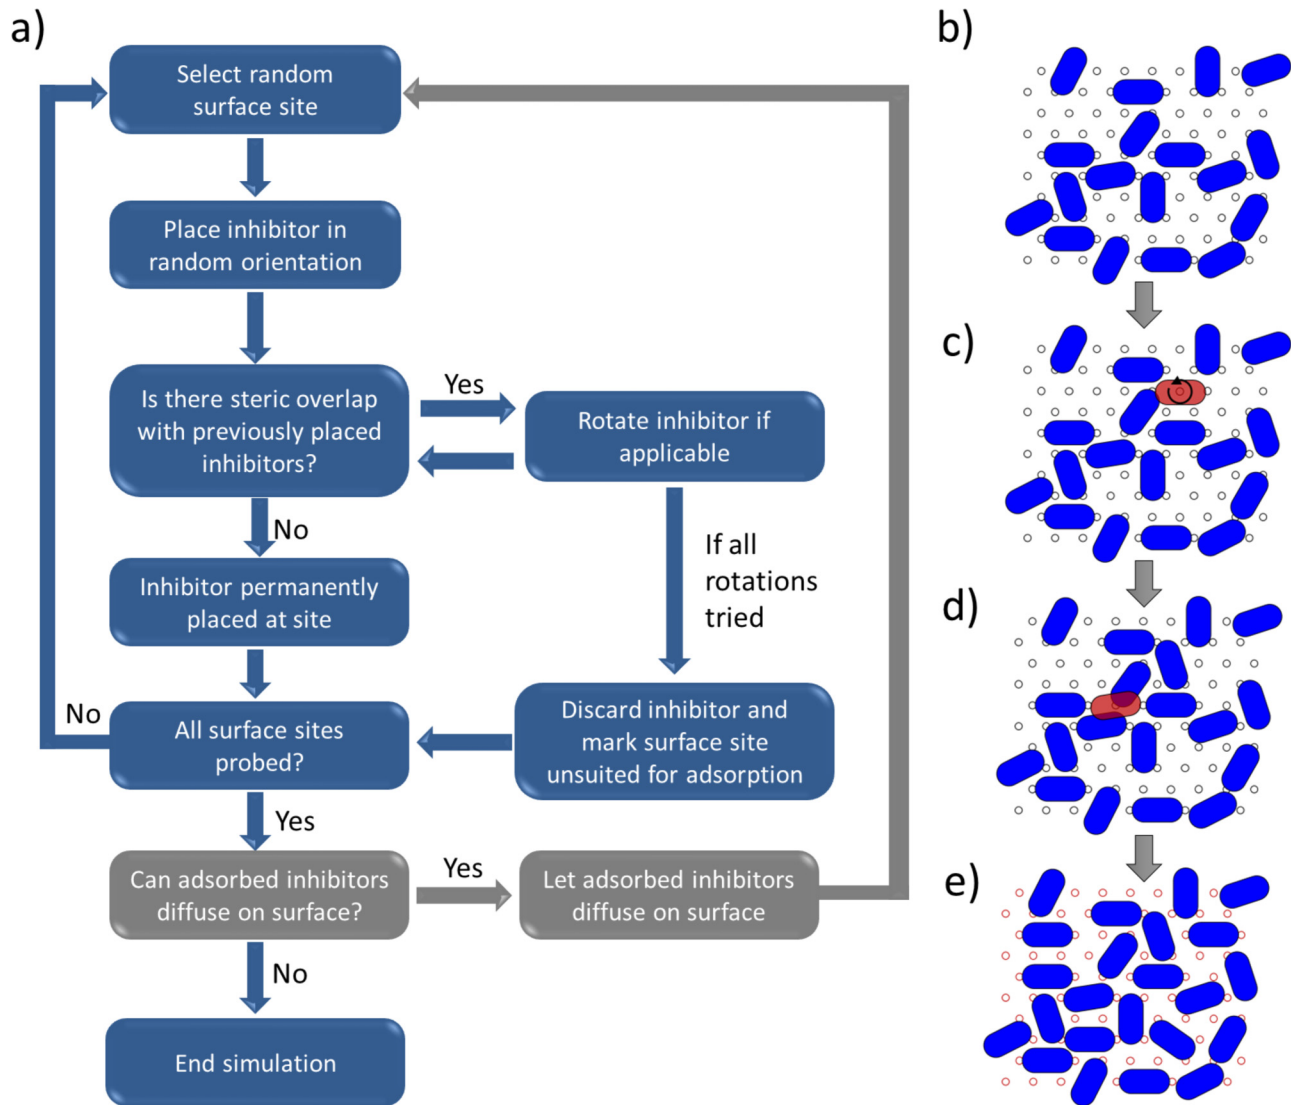 a)
Select random
surface site
Place inhibitor in
random orientation
Is there steric overlap
with previously placed
inhibitors?
Yes
Rotate inhibitor if
applicable
No
If all
rotations
tried
Inhibitor permanently
placed at site
No
All surface sites
probed?
Discard inhibitor and
mark surface site
unsuited for adsorption
Yes
Can adsorbed inhibitors
diffuse on surface?
Yes
Let adsorbed inhibitors
diffuse on surface
No
End simulation
b)
c)
d)
e)